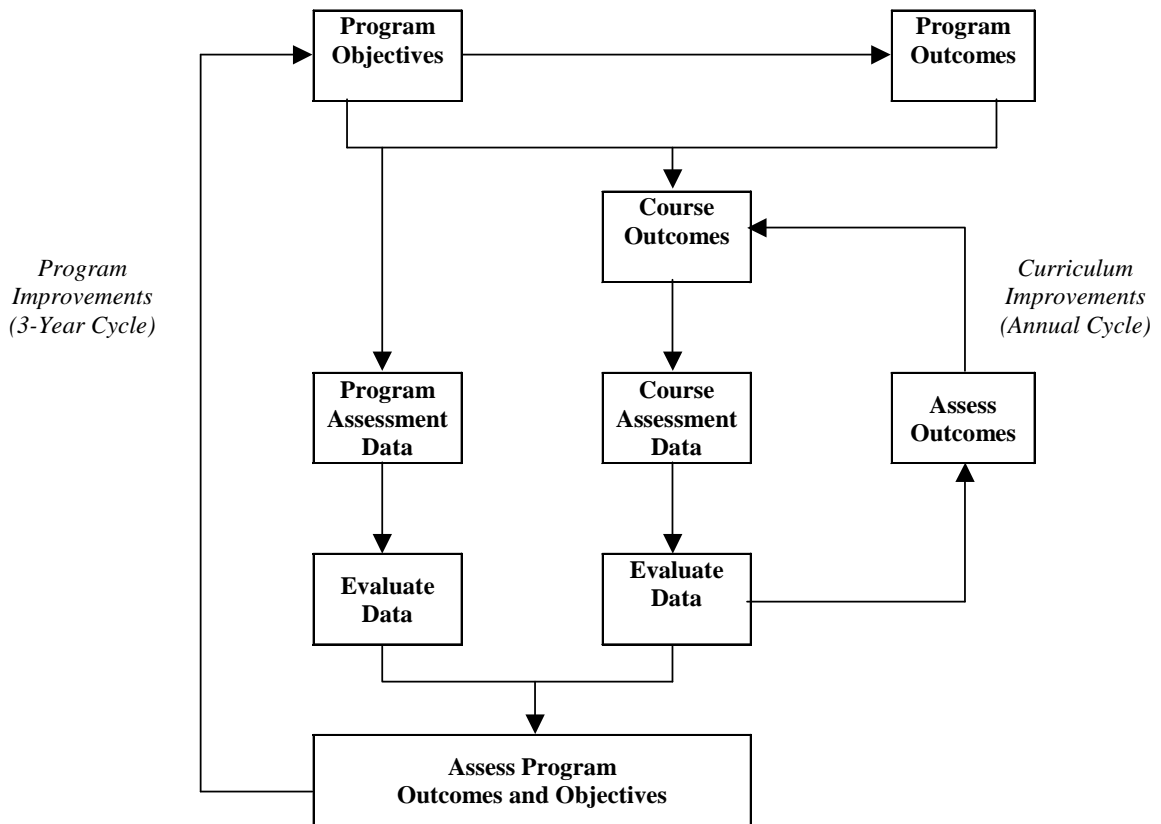 Program
Objectives
Program
Outcomes
Course
Outcomes
Program
Improvements
(3-Year Cycle)
Curriculum
Improvements
(Annual Cycle)
Program
Assessment
Data
Course
Assessment
Data
Assess
Outcomes
Evaluate
Data
Evaluate
Data
Assess Program
Outcomes and Objectives